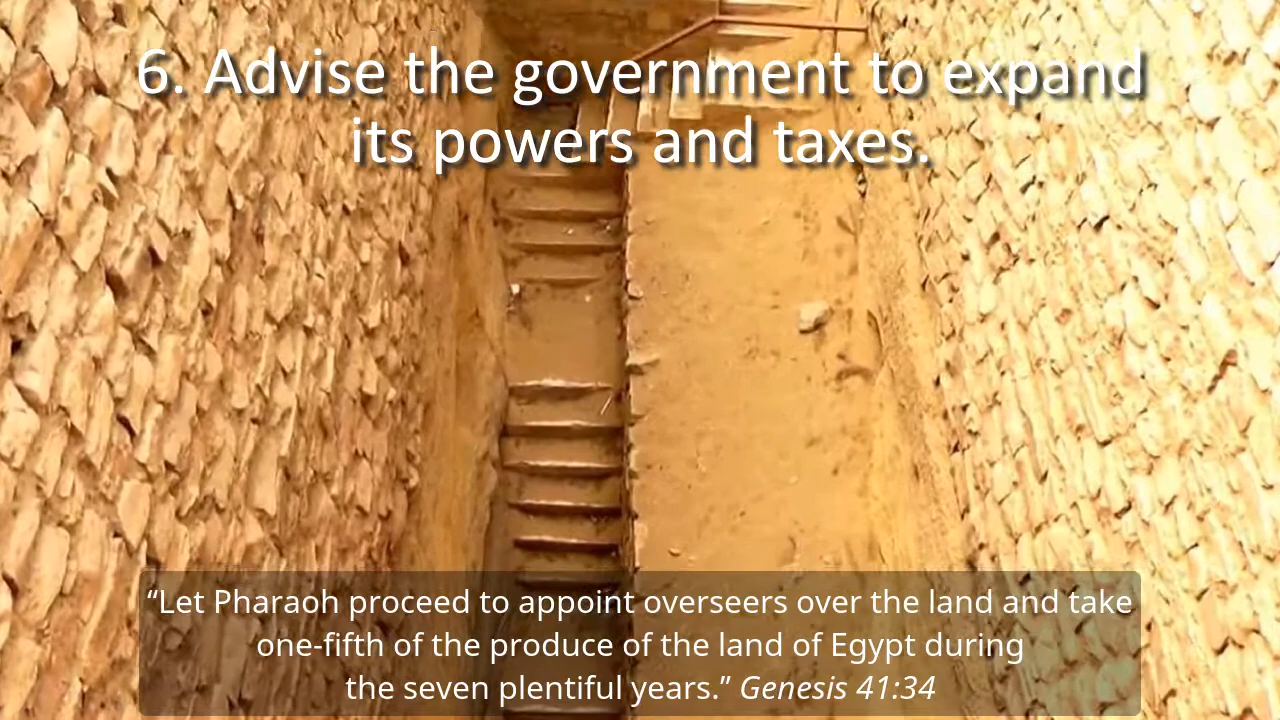 6. Advise the government to expand
its powers and taxes.
“Let Pharaoh proceed to appoint overseers over the land and take
one-fifth of the produce of the land of Egypt during
the seven plentiful years.” Genesis 41:34